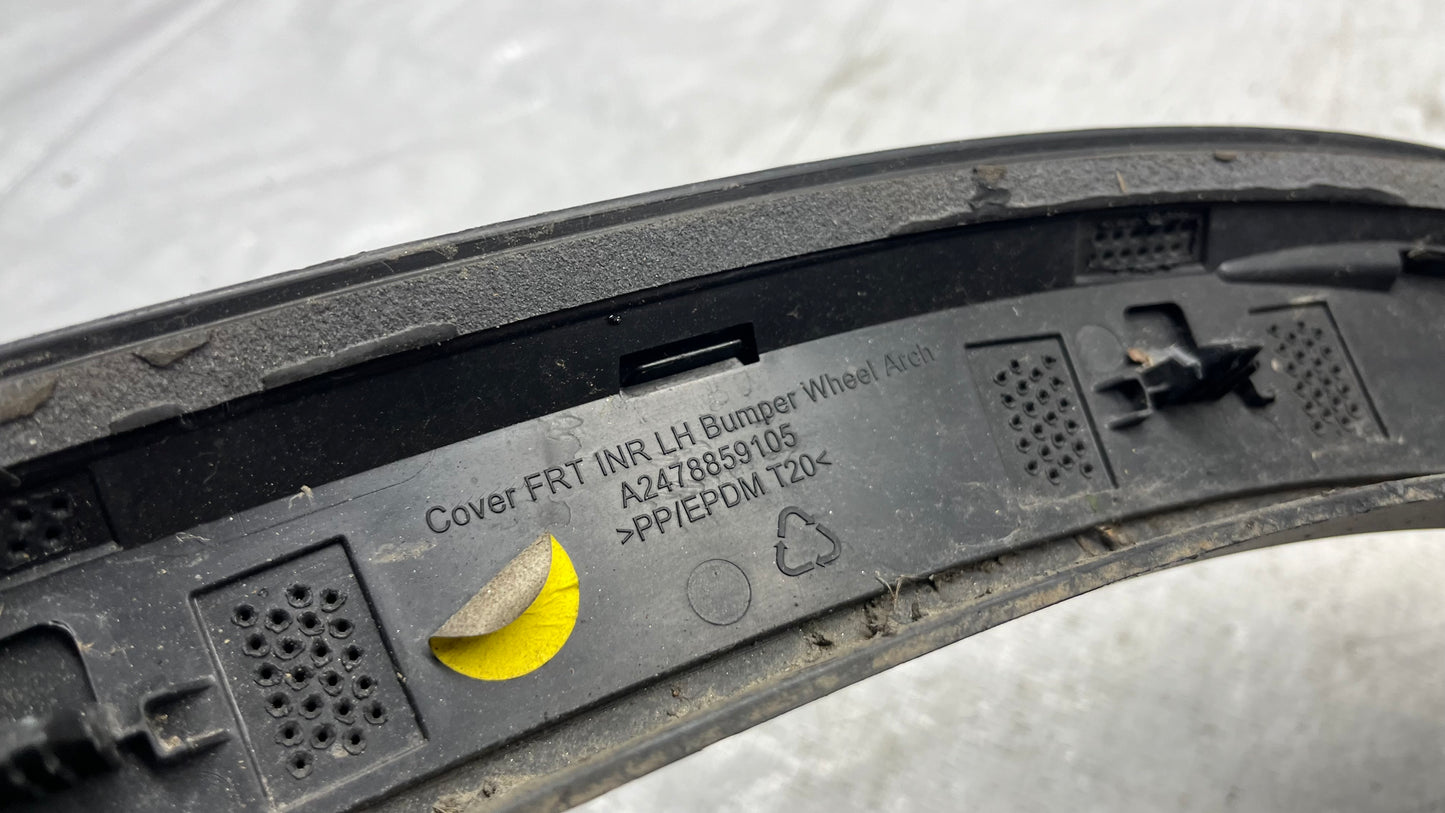 Cover FRT INR LH Bumper Wheel Arch
A2478859105
>PP/EPDM T20<